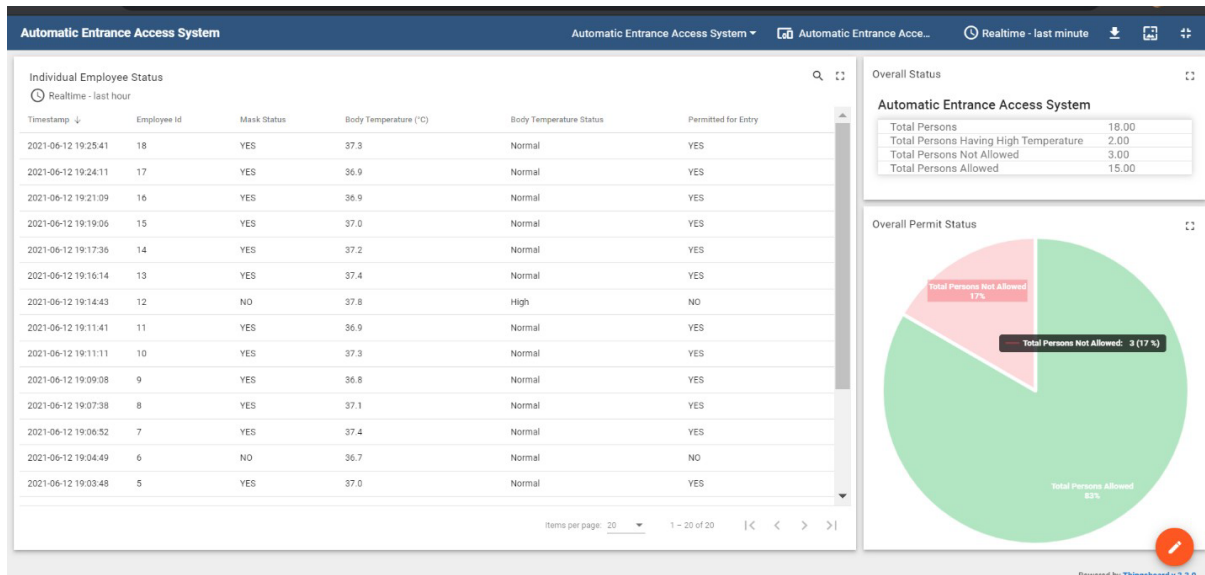 Automatic Entrance Access System
Automatic Entrance Access System
Automatic Entrance Acce...
Realtime - last minute
Individual Employee Status
Realtime - last hour
Timestamp Employee Id Mask Status Body Temperature (°C) Body Temperature Status Permitted for Entry
2021-06-12 19:25:41 18 YES 37.3 Normal YES
2021-06-12 19:24:11 17 YES 36.9 Normal YES
2021-06-12 19:21:09 16 YES 36.9 Normal YES
2021-06-12 19:19:06 15 YES 37.0 Normal YES
2021-06-12 19:17:36 14 YES 37.2 Normal YES
2021-06-12 19:16:14 13 YES 37.4 Normal YES
2021-06-12 19:14:43 12 NO 37.8 High NO
2021-06-12 19:11:41 11 YES 36.9 Normal YES
2021-06-12 19:11:11 10 YES 37.3 Normal YES
2021-06-12 19:09:08 9 YES 36.8 Normal YES
2021-06-12 19:07:38 8 YES 37.1 Normal YES
2021-06-12 19:06:52 7 YES 37.4 Normal YES
2021-06-12 19:04:49 6 NO 36.7 Normal NO
2021-06-12 19:03:48 5 YES 37.0 Normal YES
Items per page: 20 1 – 20 of 20
Overall Status
Automatic Entrance Access System
Total Persons 18.00
Total Persons Having High Temperature 2.00
Total Persons Not Allowed 3.00
Total Persons Allowed 15.00
Overall Permit Status
Total Persons Not Allowed
17%
Total Persons Not Allowed: 3 (17 %)
Total Persons Allowed
83%
Powered by Thingsboard v.3.2.0